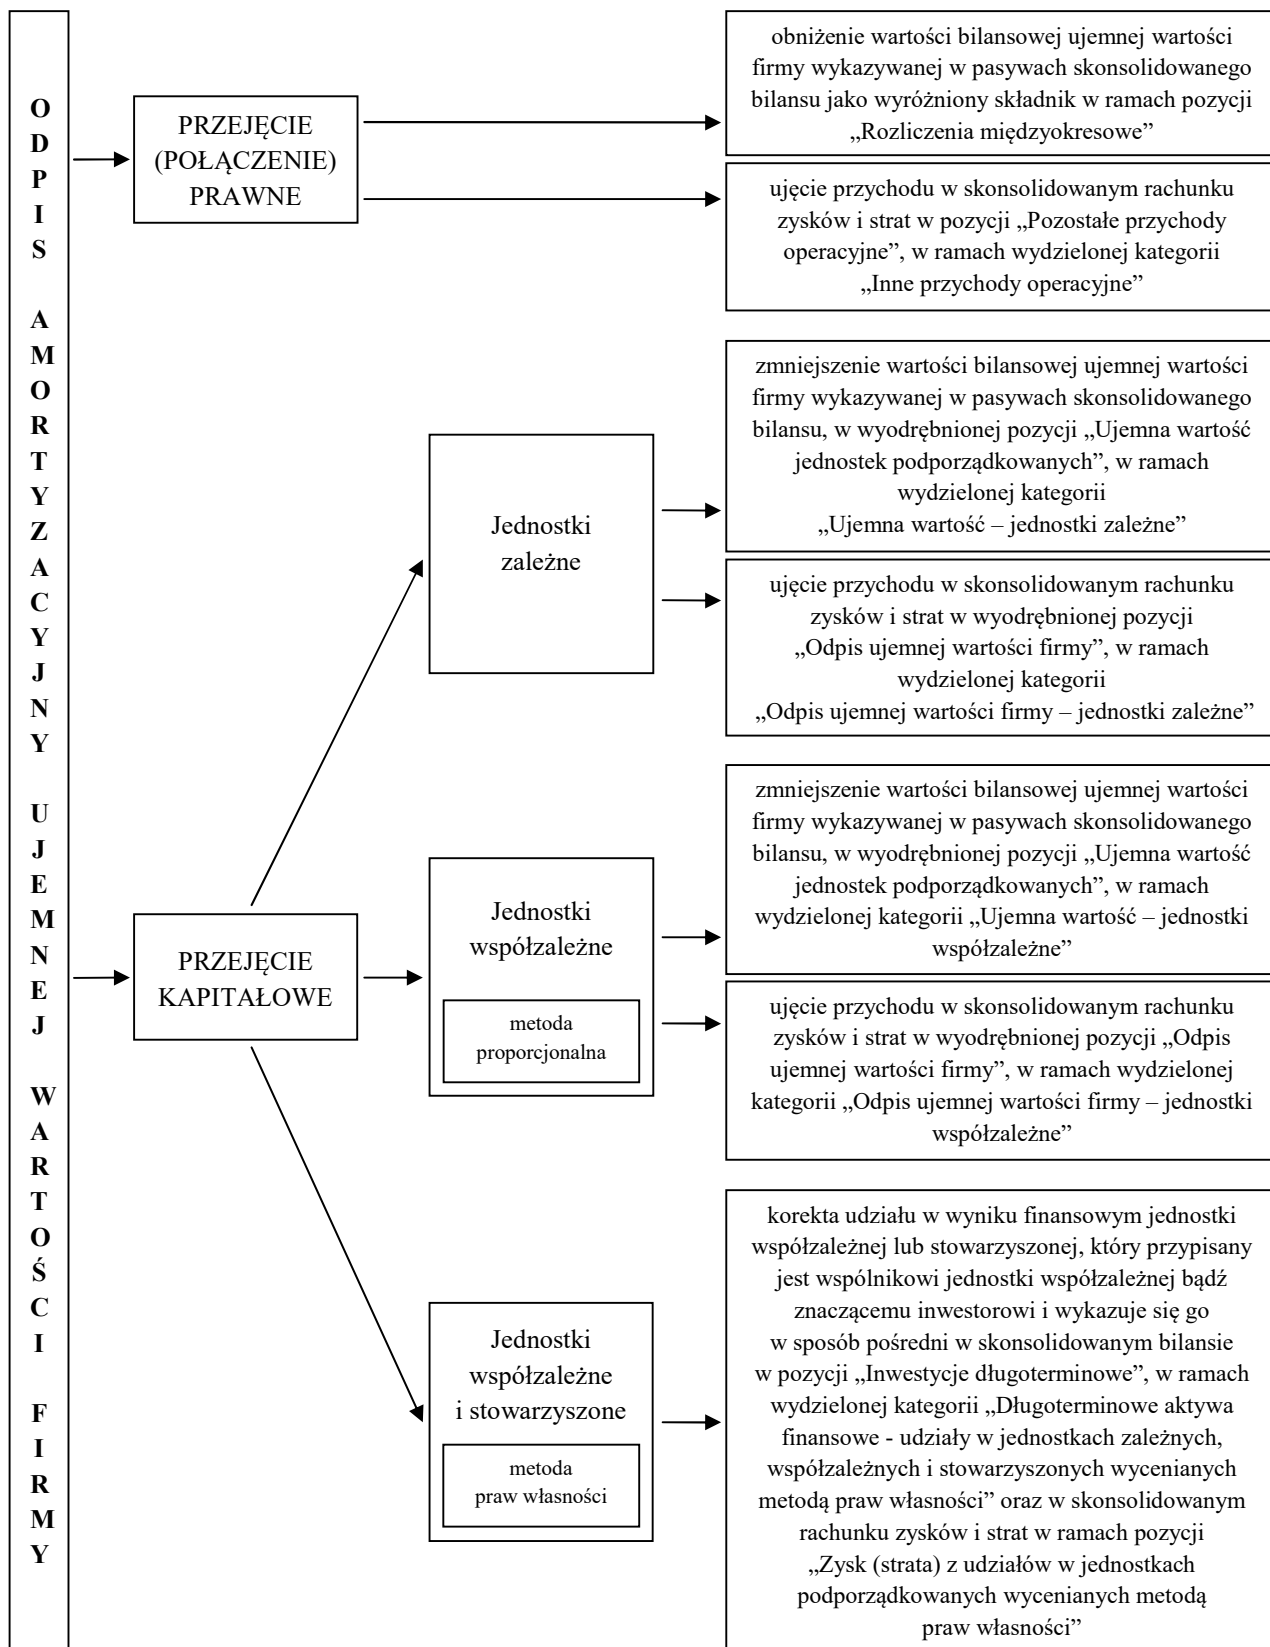 ODPIS AMORTYZACYJNY UJEMNEJ WARTOŚCI FIRMY
PRZEJĘCIE
(POŁĄCZENIE)
PRAWNE
obniżenie wartości bilansowej ujemnej wartości
firmy wykazywanej w pasywach skonsolidowanego
bilansu jako wyróżniony składnik w ramach pozycji
„Rozliczenia międzyokresowe”
ujęcie przychodu w skonsolidowanym rachunku
zysków i strat w pozycji „Pozostałe przychody
operacyjne”, w ramach wydzielonej kategorii
„Inne przychody operacyjne”
PRZEJĘCIE
KAPITAŁOWE
Jednostki
zależne
zmniejszenie wartości bilansowej ujemnej wartości
firmy wykazywanej w pasywach skonsolidowanego
bilansu, w wyodrębnionej pozycji „Ujemna wartość
jednostek podporządkowanych”, w ramach
wydzielonej kategorii
„Ujemna wartość – jednostki zależne”
ujęcie przychodu w skonsolidowanym rachunku
zysków i strat w wyodrębnionej pozycji
„Odpis ujemnej wartości firmy”, w ramach
wydzielonej kategorii
„Odpis ujemnej wartości firmy – jednostki zależne”
Jednostki
współzależne
metoda
proporcjonalna
zmniejszenie wartości bilansowej ujemnej wartości
firmy wykazywanej w pasywach skonsolidowanego
bilansu, w wyodrębnionej pozycji „Ujemna wartość
jednostek podporządkowanych”, w ramach
wydzielonej kategorii „Ujemna wartość – jednostki
współzależne”
ujęcie przychodu w skonsolidowanym rachunku
zysków i strat w wyodrębnionej pozycji „Odpis
ujemnej wartości firmy”, w ramach wydzielonej
kategorii „Odpis ujemnej wartości firmy – jednostki
współzależne”
Jednostki
współzależne
i stowarzyszone
metoda
praw własności
korekta udziału w wyniku finansowym jednostki
współzależnej lub stowarzyszonej, który przypisany
jest wspólnikowi jednostki współzależnej bądź
znaczącemu inwestorowi i wykazuje się go
w sposób pośredni w skonsolidowanym bilansie
w pozycji „Inwestycje długoterminowe”, w ramach
wydzielonej kategorii „Długoterminowe aktywa
finansowe - udziały w jednostkach zależnych,
współzależnych i stowarzyszonych wycenianych
metodą praw własności” oraz w skonsolidowanym
rachunku zysków i strat w ramach pozycji
„Zysk (strata) z udziałów w jednostkach
podporządkowanych wycenianych metodą
praw własności”